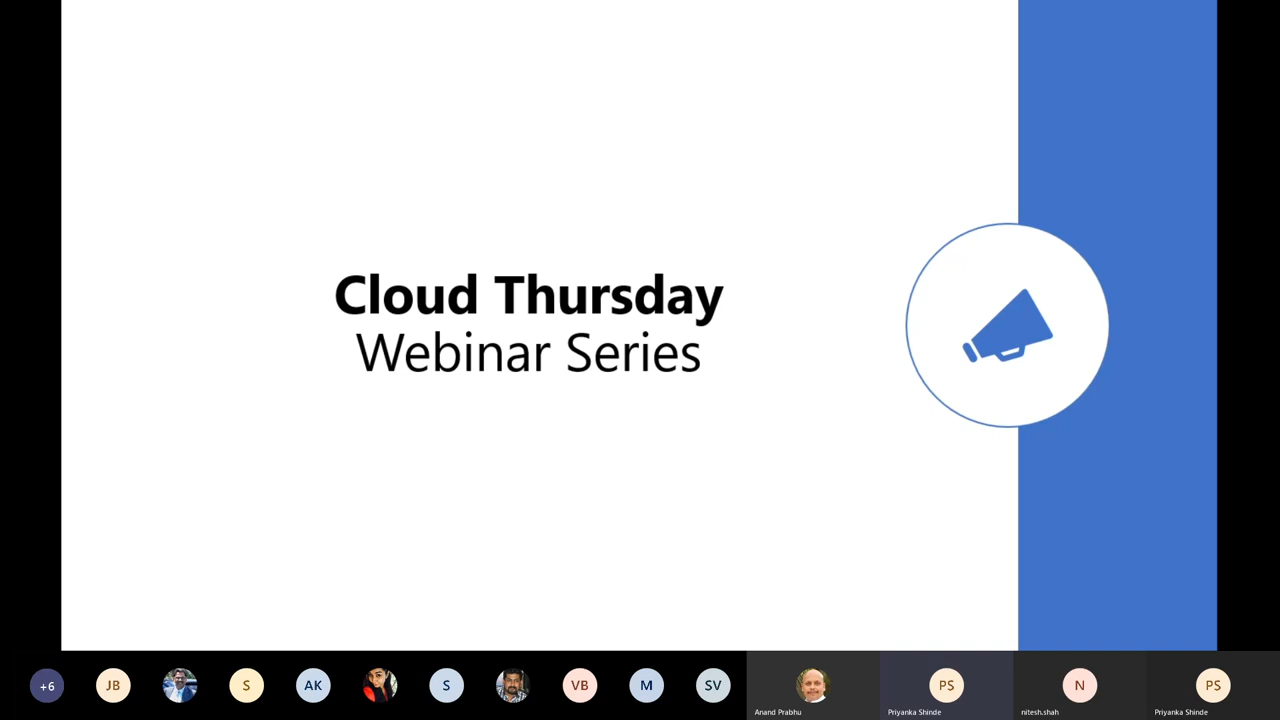 Cloud Thursday
Webinar Series
+6
JB
S
AK
S
VB
M
SV
PS
N
PS
Anand Prabhu
Priyanka Shinde
nitesh.shah
Priyanka Shinde